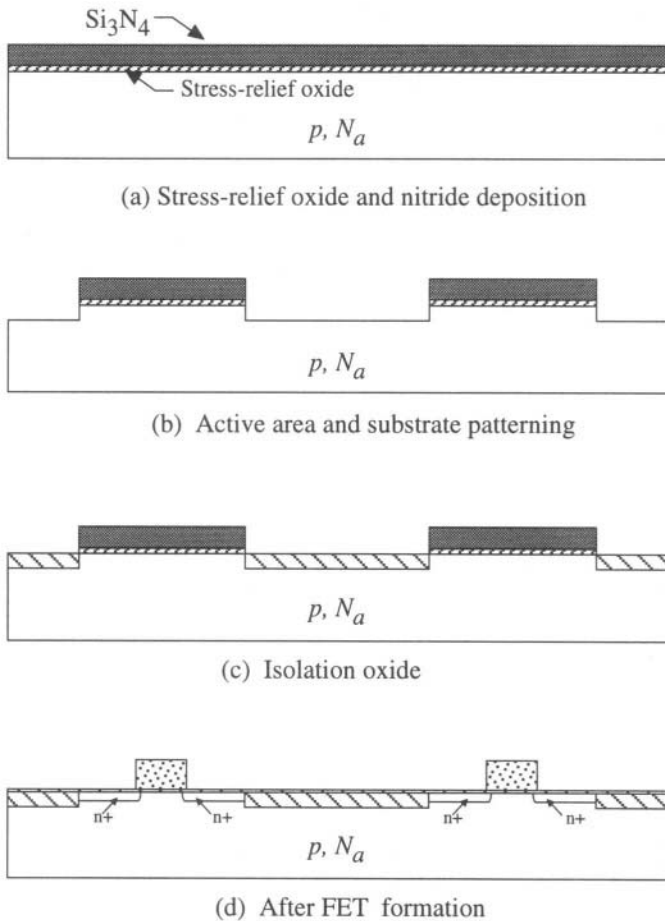 Si₃N₄
Stress-relief oxide
p, Nₐ
(a) Stress-relief oxide and nitride deposition
p, Nₐ
(b) Active area and substrate patterning
p, Nₐ
(c) Isolation oxide
n+ n+ n+ n+
p, Nₐ
(d) After FET formation